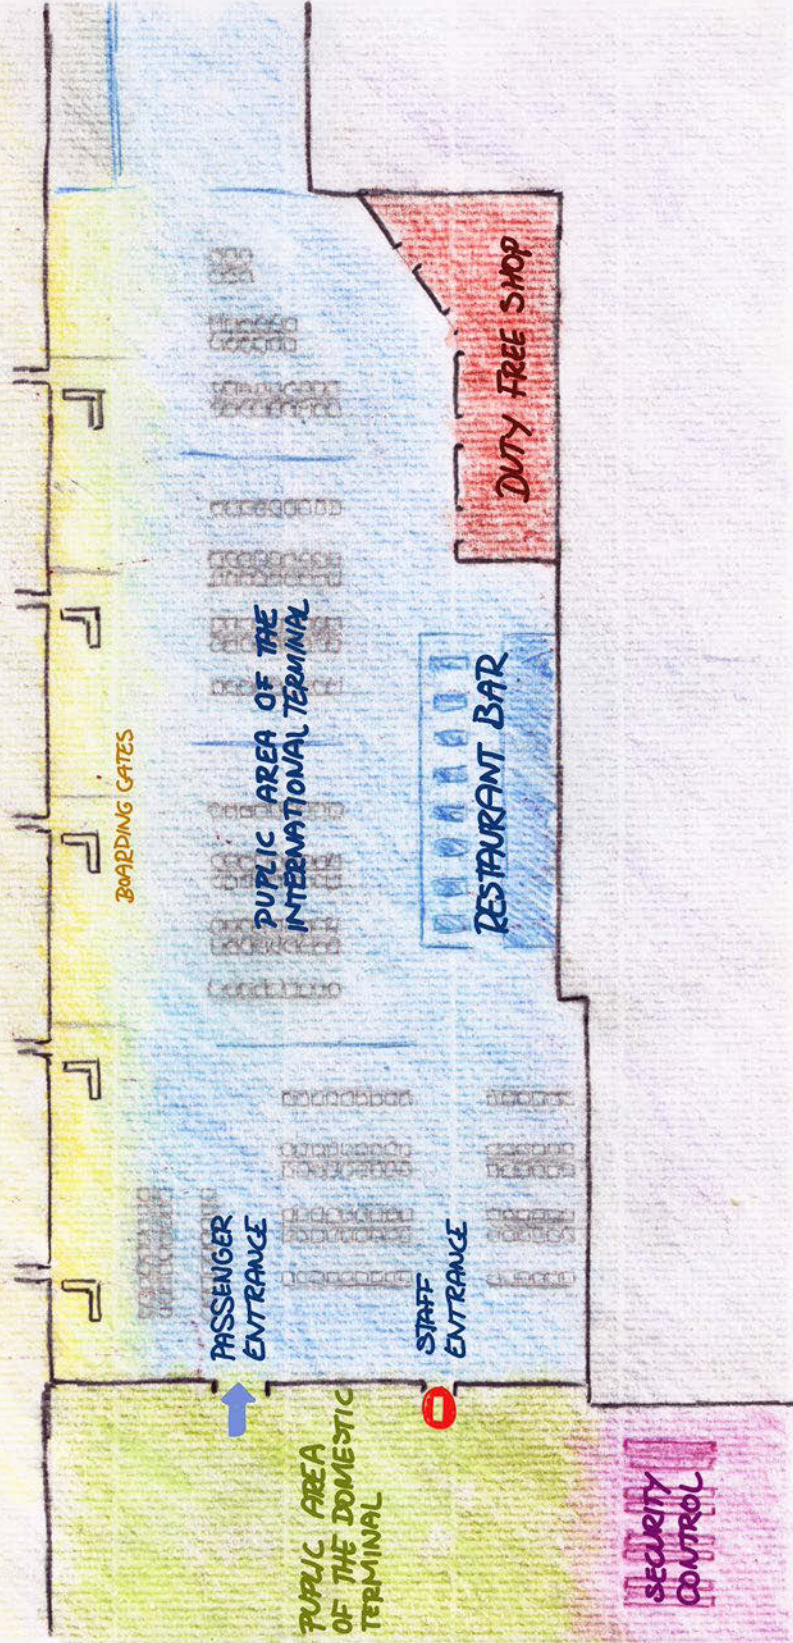 BOARDING GATES
PUPLIC AREA OF THE
INTERNATIONAL TERMINAL
DUTY FREE SHOP
RESTAURANT BAR
PASSENGER
ENTRANCE
STAFF
ENTRANCE
PUPLIC AREA
OF THE DOMESTIC
TERMINAL
SECURITY
CONTROL